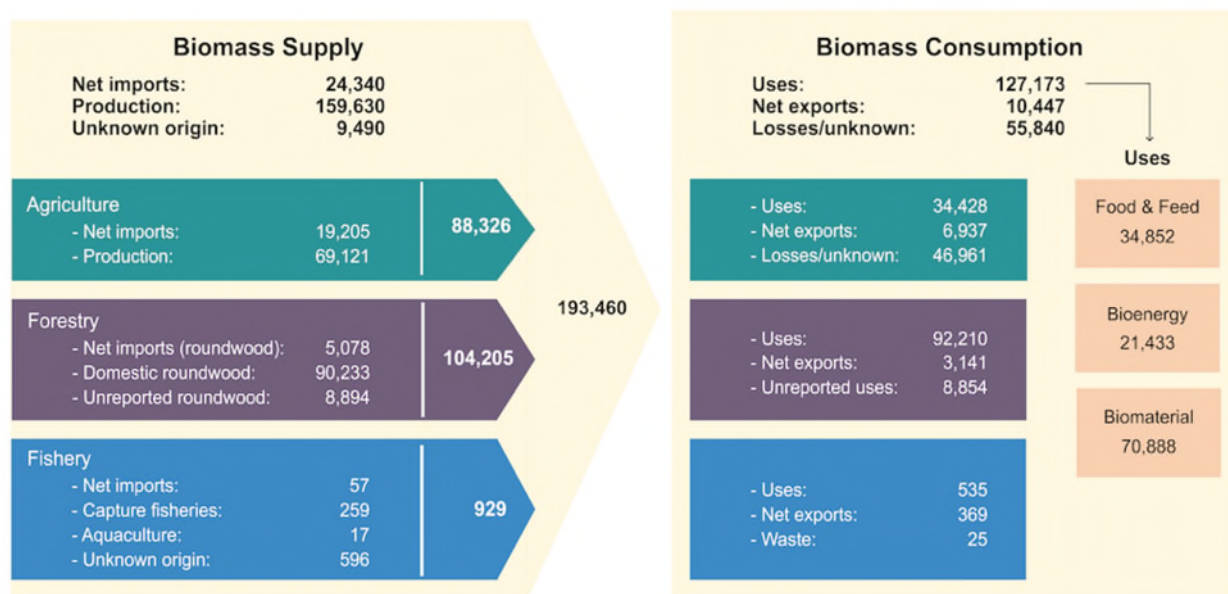 Biomass Supply
Net imports: 24,340
Production: 159,630
Unknown origin: 9,490
Agriculture
- Net imports: 19,205
- Production: 69,121
88,326
Forestry
- Net imports (roundwood): 5,078
- Domestic roundwood: 90,233
- Unreported roundwood: 8,894
104,205
Fishery
- Net imports: 57
- Capture fisheries: 259
- Aquaculture: 17
- Unknown origin: 596
929
193,460
Biomass Consumption
Uses: 127,173
Net exports: 10,447
Losses/unknown: 55,840
- Uses: 34,428
- Net exports: 6,937
- Losses/unknown: 46,961
- Uses: 92,210
- Net exports: 3,141
- Unreported uses: 8,854
- Uses: 535
- Net exports: 369
- Waste: 25
Uses
Food & Feed
34,852
Bioenergy
21,433
Biomaterial
70,888